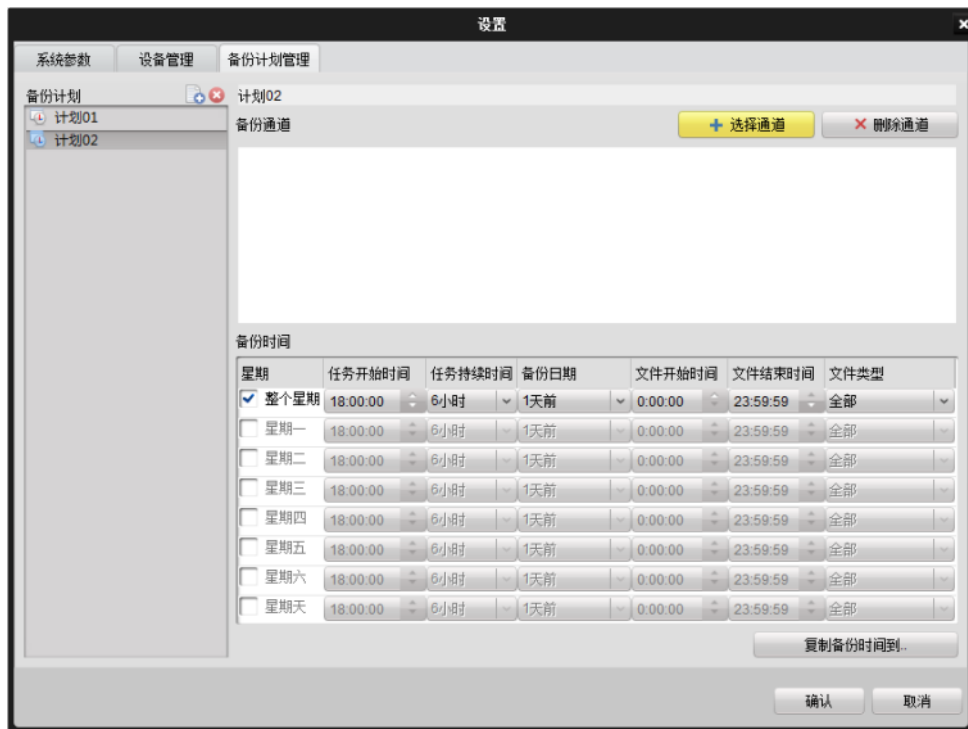 设置
系统参数 设备管理 备份计划管理
备份计划
计划01
计划02
计划02
备份通道 选择通道 删除通道
备份时间
星期 任务开始时间 任务持续时间 备份日期 文件开始时间 文件结束时间 文件类型
整个星期 18:00:00 6小时 1天前 0:00:00 23:59:59 全部
星期一 18:00:00 6小时 1天前 0:00:00 23:59:59 全部
星期二 18:00:00 6小时 1天前 0:00:00 23:59:59 全部
星期三 18:00:00 6小时 1天前 0:00:00 23:59:59 全部
星期四 18:00:00 6小时 1天前 0:00:00 23:59:59 全部
星期五 18:00:00 6小时 1天前 0:00:00 23:59:59 全部
星期六 18:00:00 6小时 1天前 0:00:00 23:59:59 全部
星期天 18:00:00 6小时 1天前 0:00:00 23:59:59 全部
复制备份时间到..
确认 取消